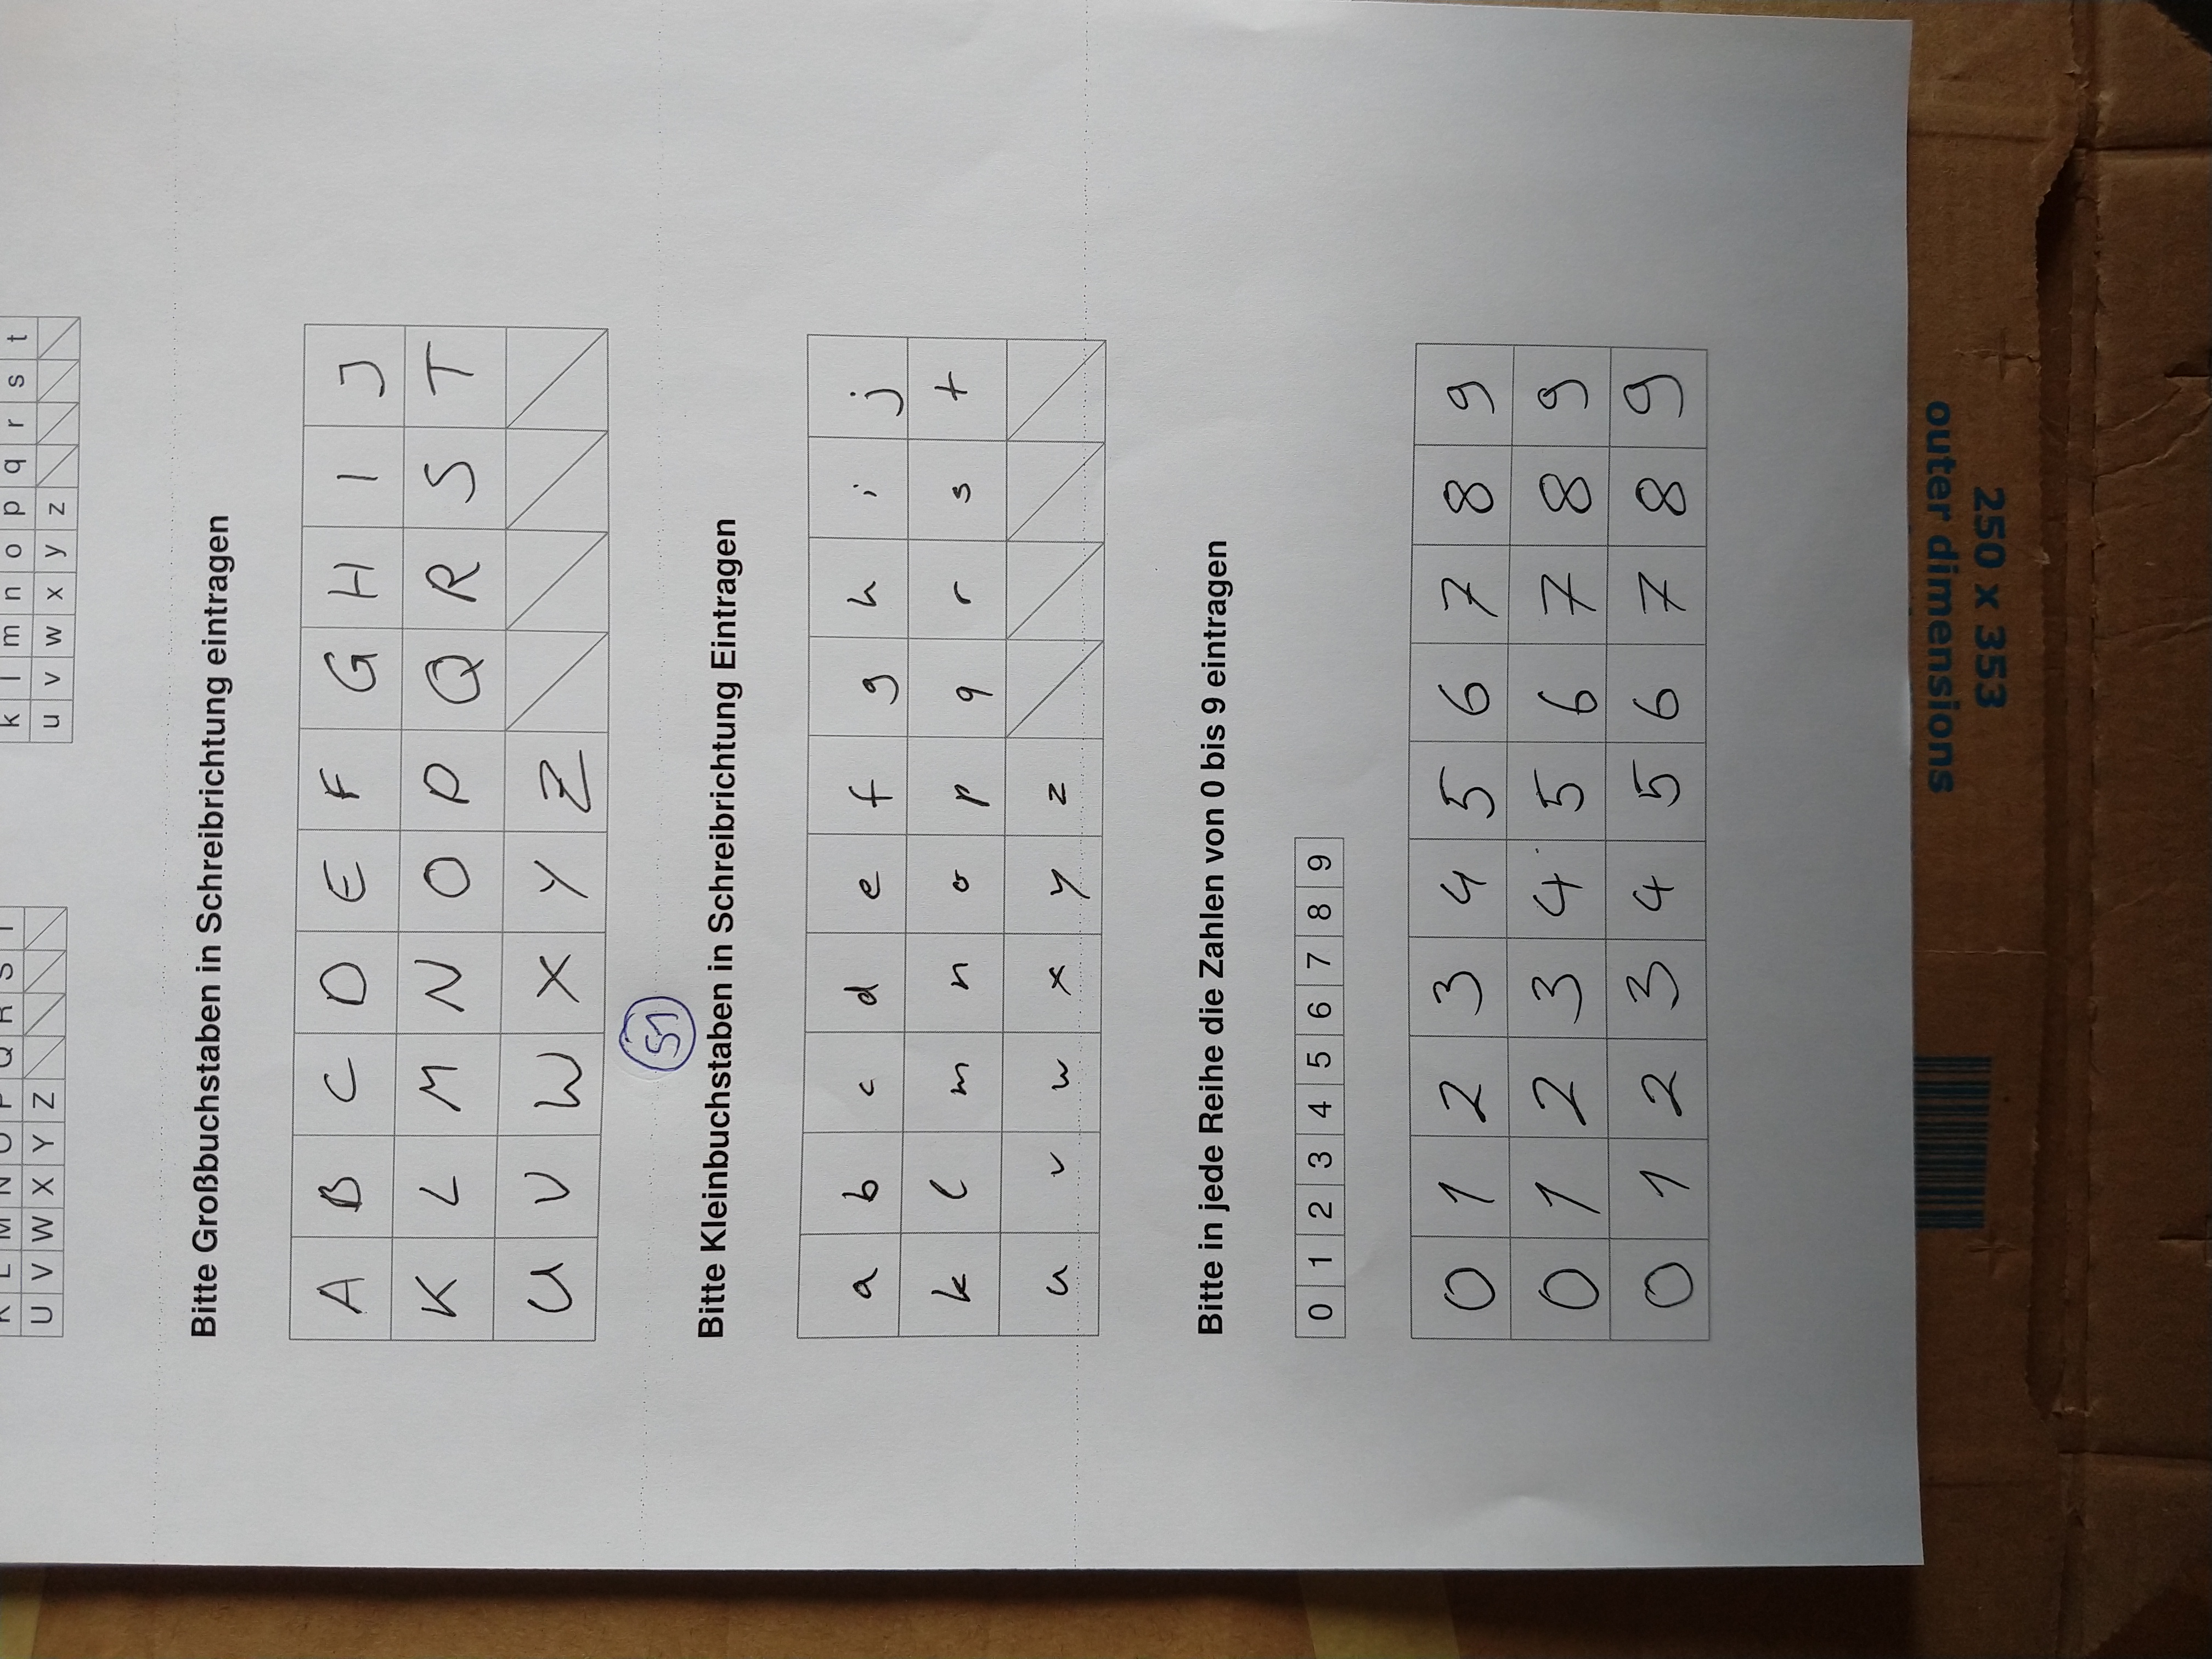 K L M N O P Q R S T
U V W X Y Z
k l m n o p q r s t
u v w x y z
Bitte Großbuchstaben in Schreibrichtung eintragen
A B C D E F G H I J
K L M N O P Q R S T
U V W X Y Z
51
Bitte Kleinbuchstaben in Schreibrichtung Eintragen
a b c d e f g h i j
k l m n o p q r s t
u v w x y z
Bitte in jede Reihe die Zahlen von 0 bis 9 eintragen
0 1 2 3 4 5 6 7 8 9
0 1 2 3 4 5 6 7 8 9
0 1 2 3 4 5 6 7 8 9
0 1 2 3 4 5 6 7 8 9
250 x 353
outer dimensions